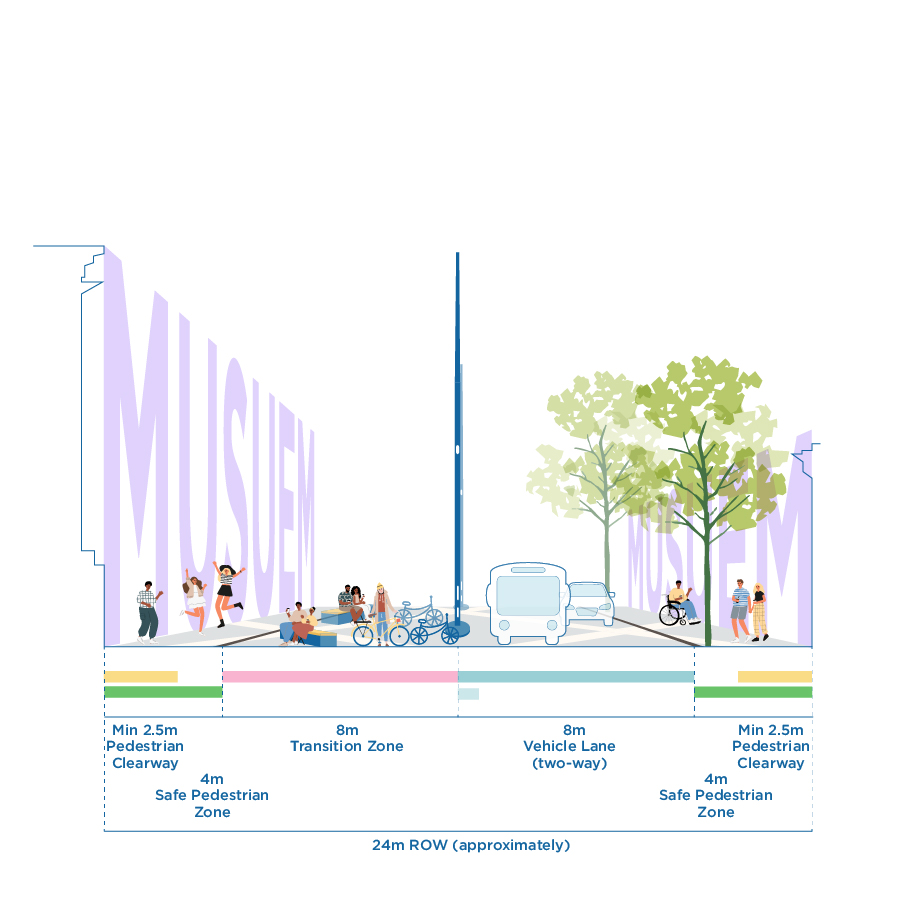 MUSUEM
MUSUEM
Min 2.5m
Pedestrian
Clearway
8m
Transition Zone
8m
Vehicle Lane
(two-way)
Min 2.5m
Pedestrian
Clearway
4m
Safe Pedestrian
Zone
4m
Safe Pedestrian
Zone
24m ROW (approximately)